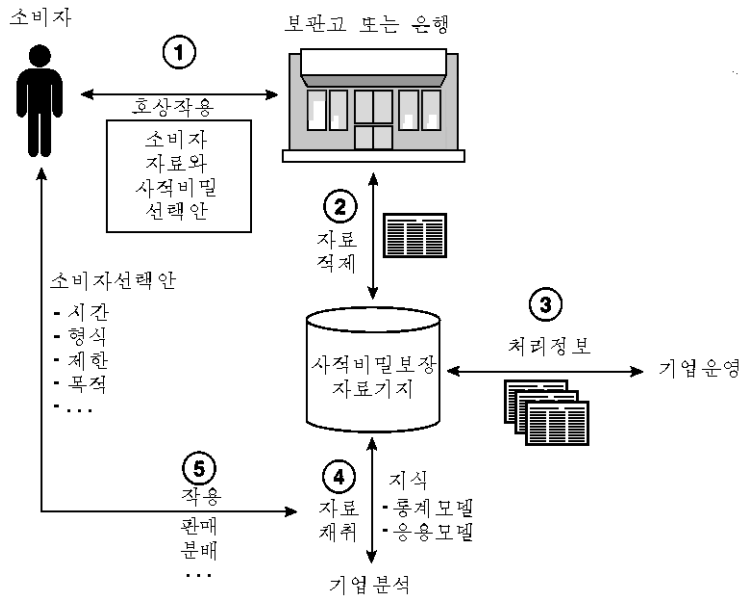 소비자
보관고 또는 은행
1
호상작용
소비자
자료와
사적비밀
선택안
2
자료
적제
소비자선택안
- 시간
- 형식
- 제한
- 목적
- ...
사적비밀보장
자료기지
3
처리정보
기업운영
5
작용
판매
분배
...
4
자료
채취
지식
- 통계모델
- 응용모델
기업분석